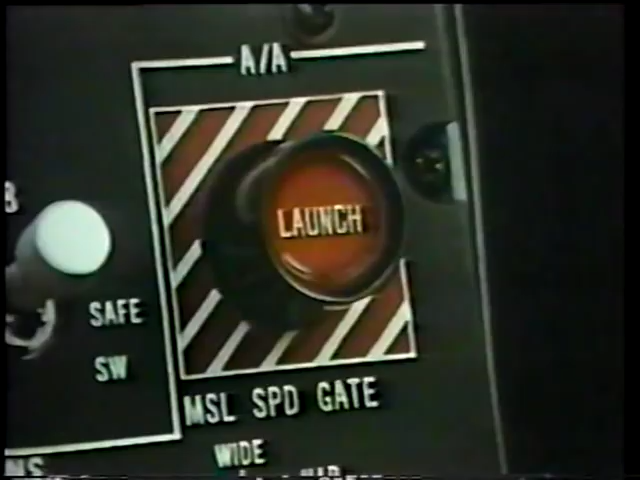 A/A
LAUNCH
SAFE
SW
MSL SPD GATE
WIDE